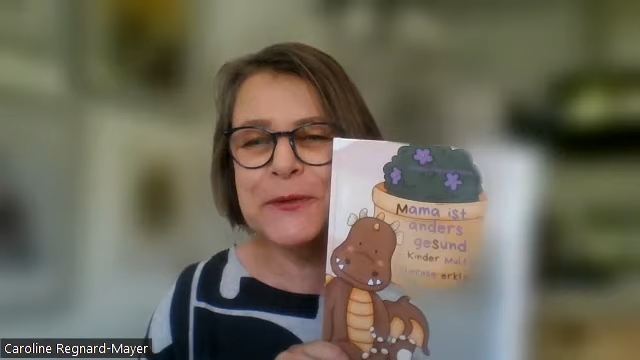 Mama ist
anders
gesund
Kinder
Caroline Regnard-Mayer